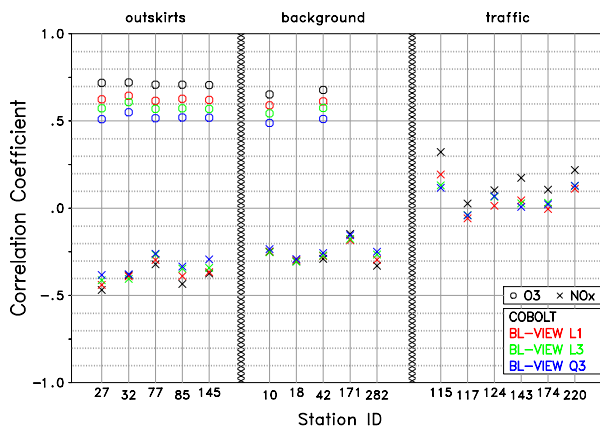 outskirts background traffic
Correlation Coefficient
1.0
0.5
.0
-.5
-1.0
O3 NOx
COBOLT
BL-VIEW L1
BL-VIEW L3
BL-VIEW Q3
27 32 77 85 145 10 18 42 171 282 115 117 124 143 174 220
Station ID